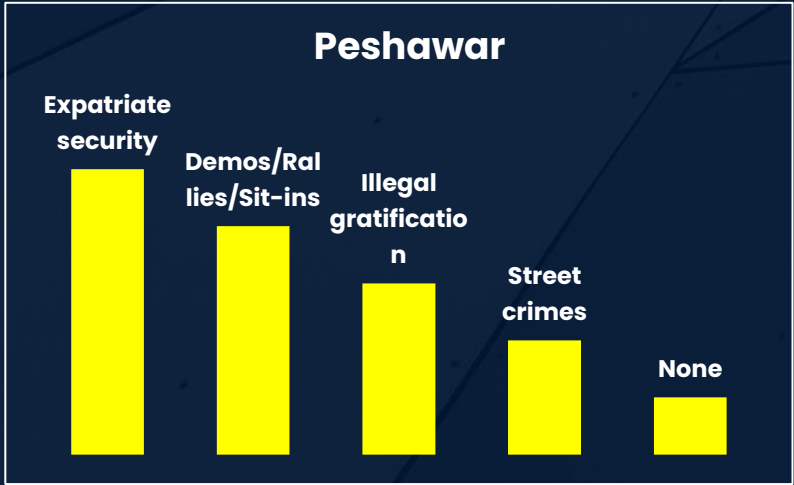 Peshawar
Expatriate
security
Demos/Ral
lies/Sit-ins
Illegal
gratificatio
n
Street
crimes
None